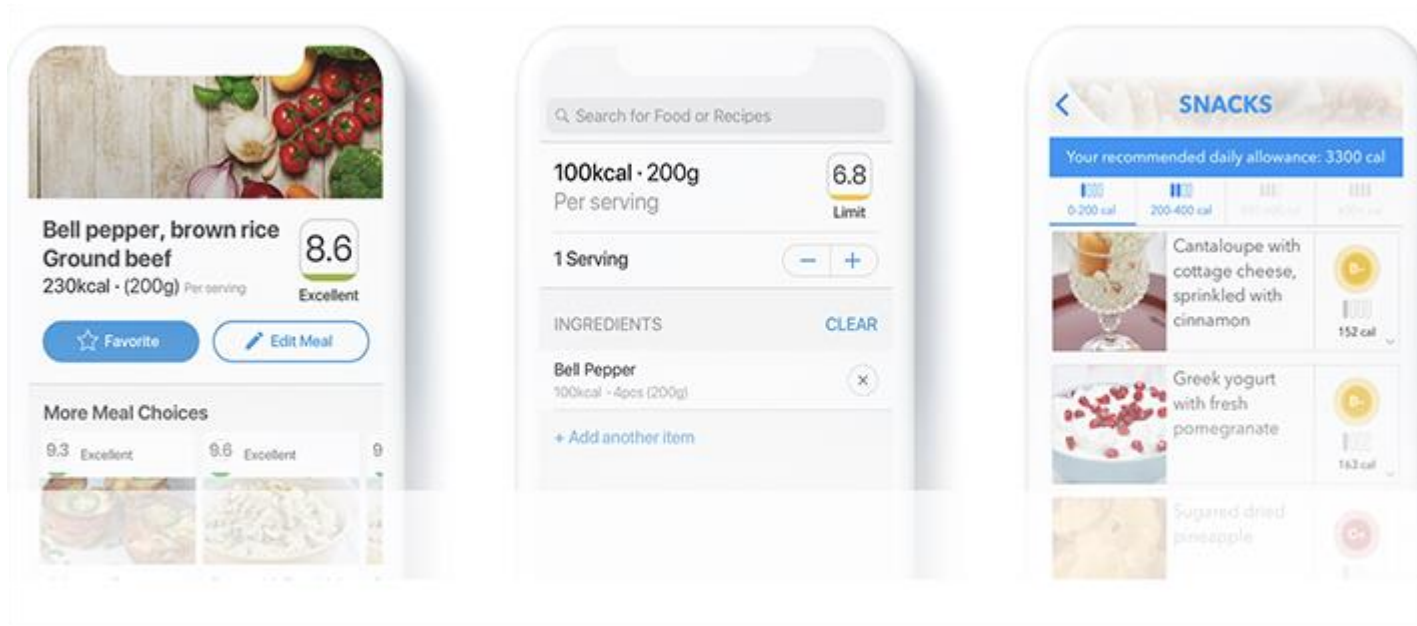 Bell pepper, brown rice
Ground beef
230kcal - (200g) Per serving
8.6
Excellent
Favorite
Edit Meal
More Meal Choices
9.3 Excellent
9.6 Excellent
9
Search for Food or Recipes
100kcal · 200g
Per serving
6.8
Limit
1 Serving
− +
INGREDIENTS
CLEAR
Bell Pepper
100kcal - 4pcs (200g)
+ Add another item
SNACKS
Your recommended daily allowance: 3300 cal
0-200 cal
200-400 cal
Cantaloupe with
cottage cheese,
sprinkled with
cinnamon
B-
152 cal
Greek yogurt
with fresh
pomegranate
B-
163 cal
Sugared dried
pineapple
C+